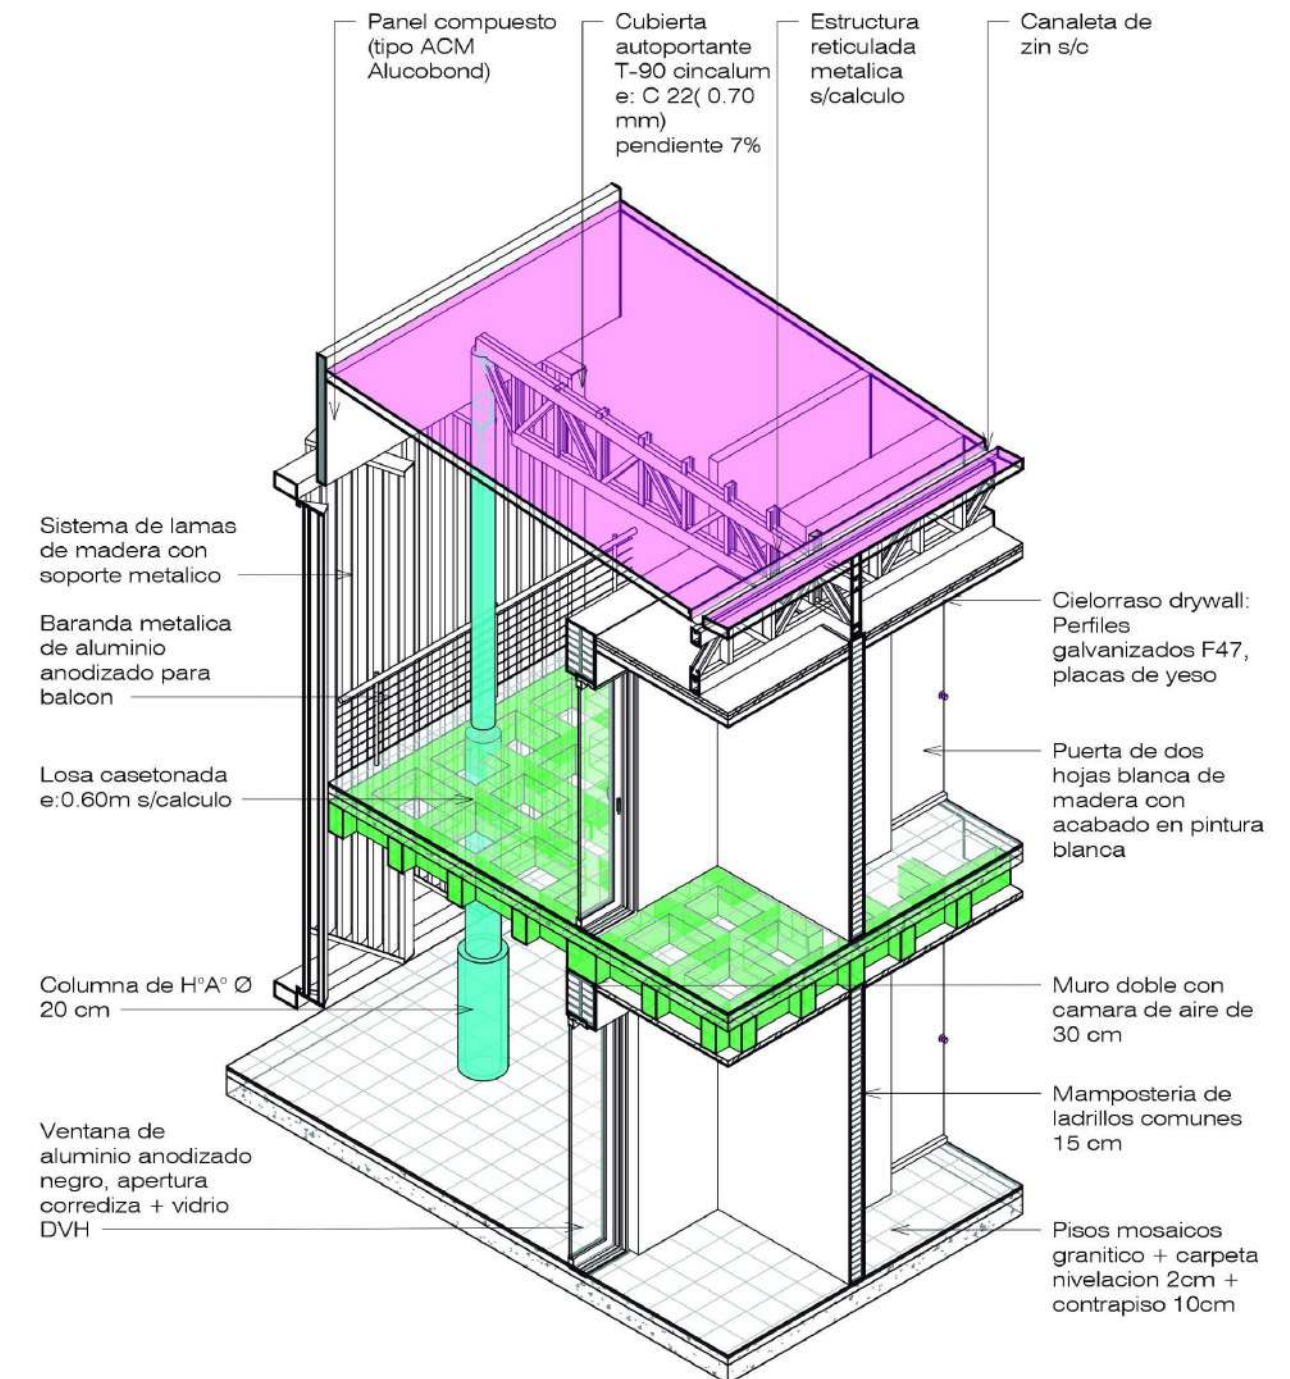 Panel compuesto
(tipo ACM
Alucobond)
Cubierta
autoportante
T-90 cincalum
e: C 22( 0.70
mm)
pendiente 7%
Estructura
reticulada
metalica
s/calculo
Canaleta de
zin s/c
Sistema de lamas
de madera con
soporte metalico
Baranda metalica
de aluminio
anodizado para
balcon
Losa casetonada
e:0.60m s/calculo
Columna de H°A° Ø
20 cm
Ventana de
aluminio anodizado
negro, apertura
corrediza + vidrio
DVH
Cielorraso drywall:
Perfiles
galvanizados F47,
placas de yeso
Puerta de dos
hojas blanca de
madera con
acabado en pintura
blanca
Muro doble con
camara de aire de
30 cm
Mamposteria de
ladrillos comunes
15 cm
Pisos mosaicos
granitico + carpeta
nivelacion 2cm +
contrapiso 10cm